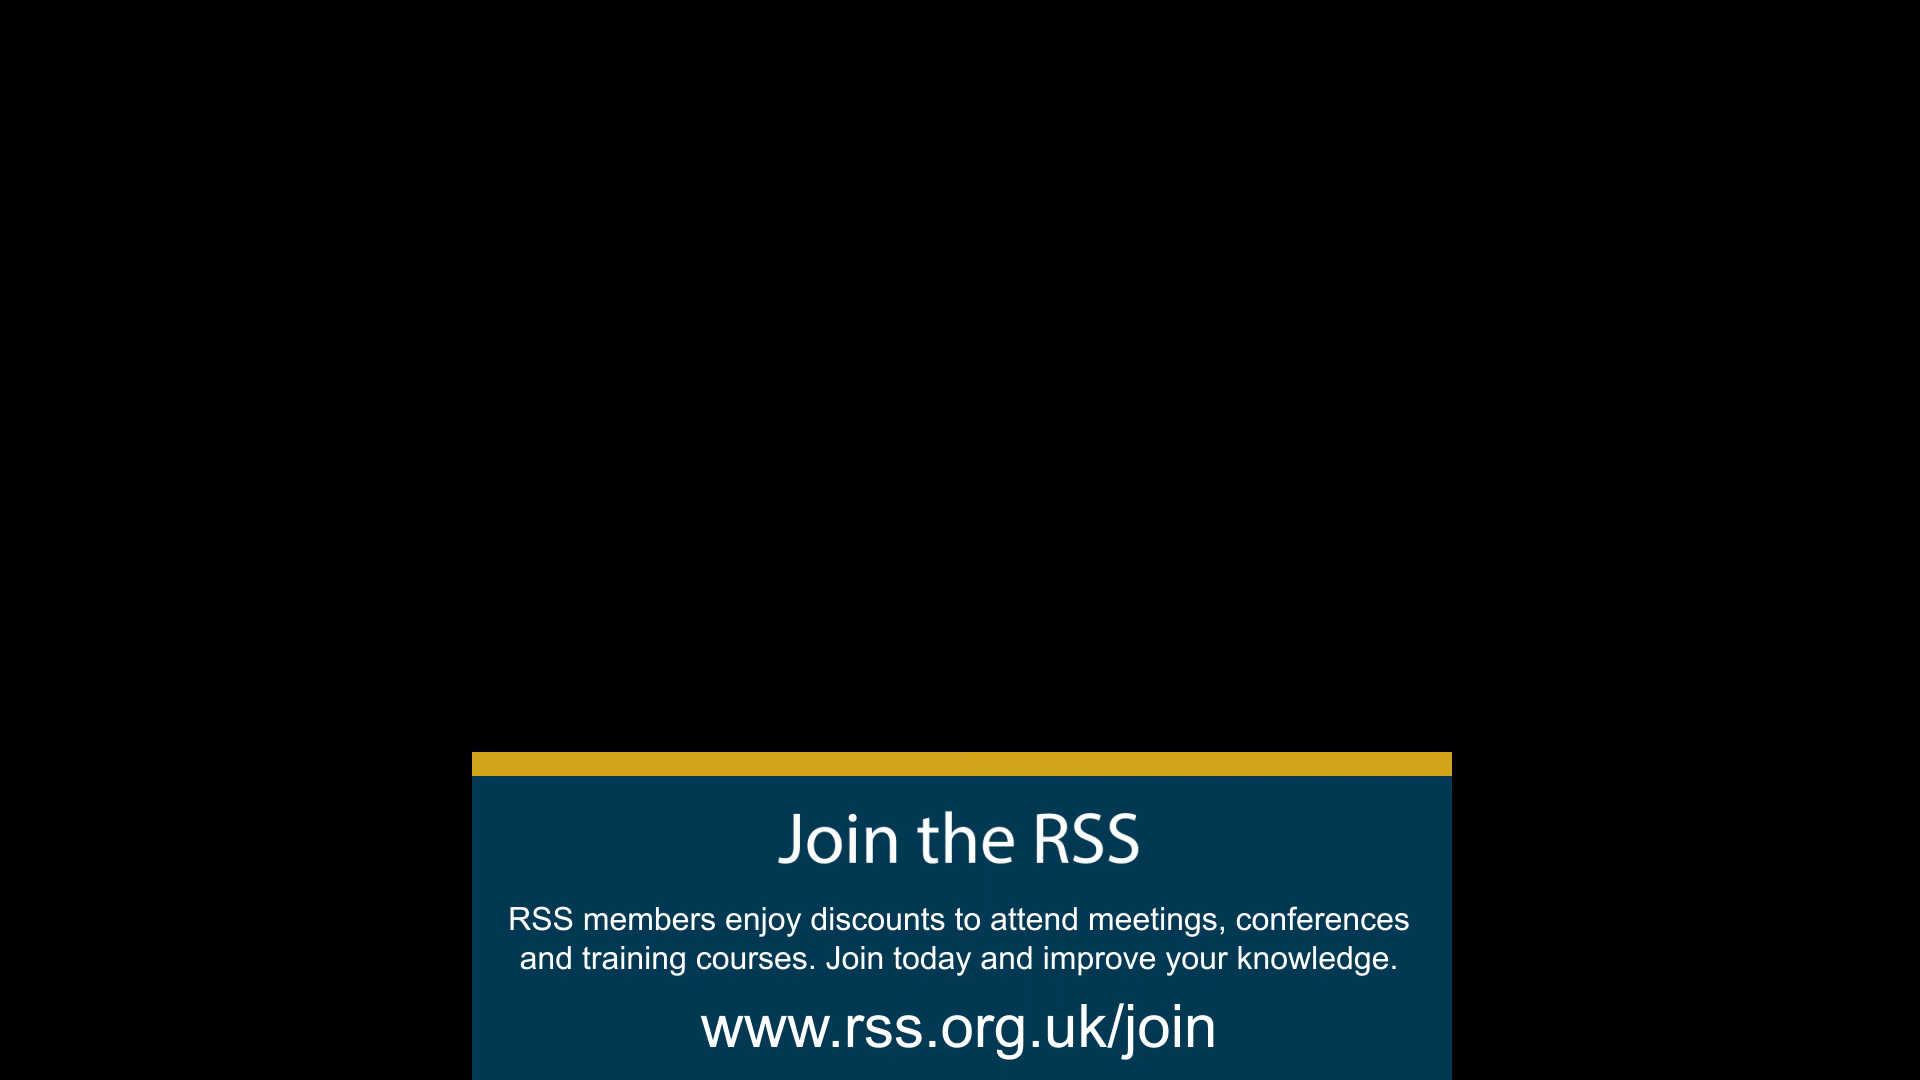 Join the RSS
RSS members enjoy discounts to attend meetings, conferences
and training courses. Join today and improve your knowledge.
www.rss.org.uk/join